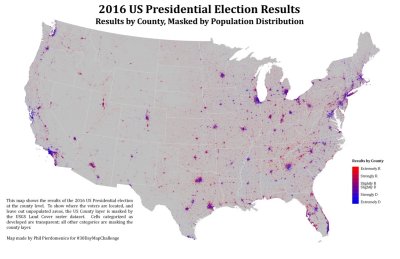 2016 US Presidential Election Results
Results by County, Masked by Population Distribution
Results by County
Extremely R
Strongly R
Slightly R
Slightly D
Strongly D
Extremely D
This map shows the results of the 2016 US Presidential election
at the county level. To show where the voters are located, and
leave out unpopulated areas, the US County layer is masked by
the USGS Land Cover raster dataset. Cells categorized as
developed are transparent; all other categories are masking the
county layer.
Map made by Phil Pierdomenico for #30DayMapChallenge